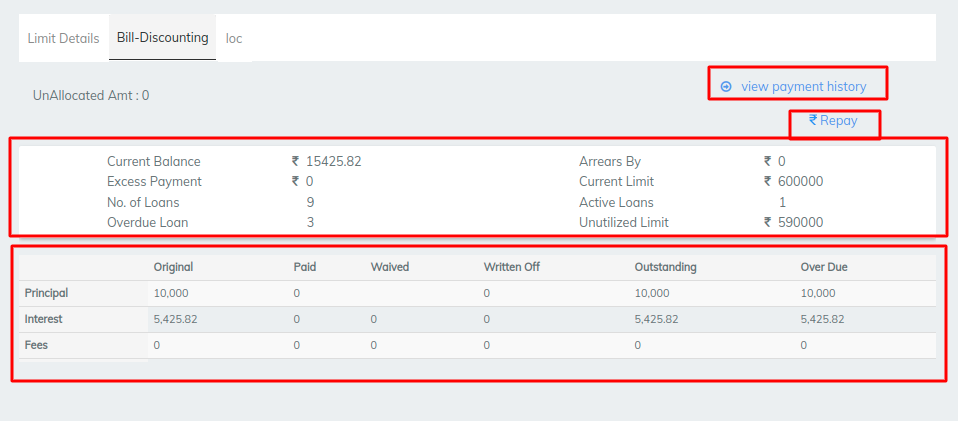 Limit Details Bill-Discounting loc
view payment history
UnAllocated Amt : 0
₹ Repay
Current Balance ₹ 15425.82 Arrears By ₹ 0
Excess Payment ₹ 0 Current Limit ₹ 600000
No. of Loans 9 Active Loans 1
Overdue Loan 3 Unutilized Limit ₹ 590000
Original Paid Waived Written Off Outstanding Over Due
Principal 10,000 0 0 10,000 10,000
Interest 5,425.82 0 0 0 5,425.82 5,425.82
Fees 0 0 0 0 0 0